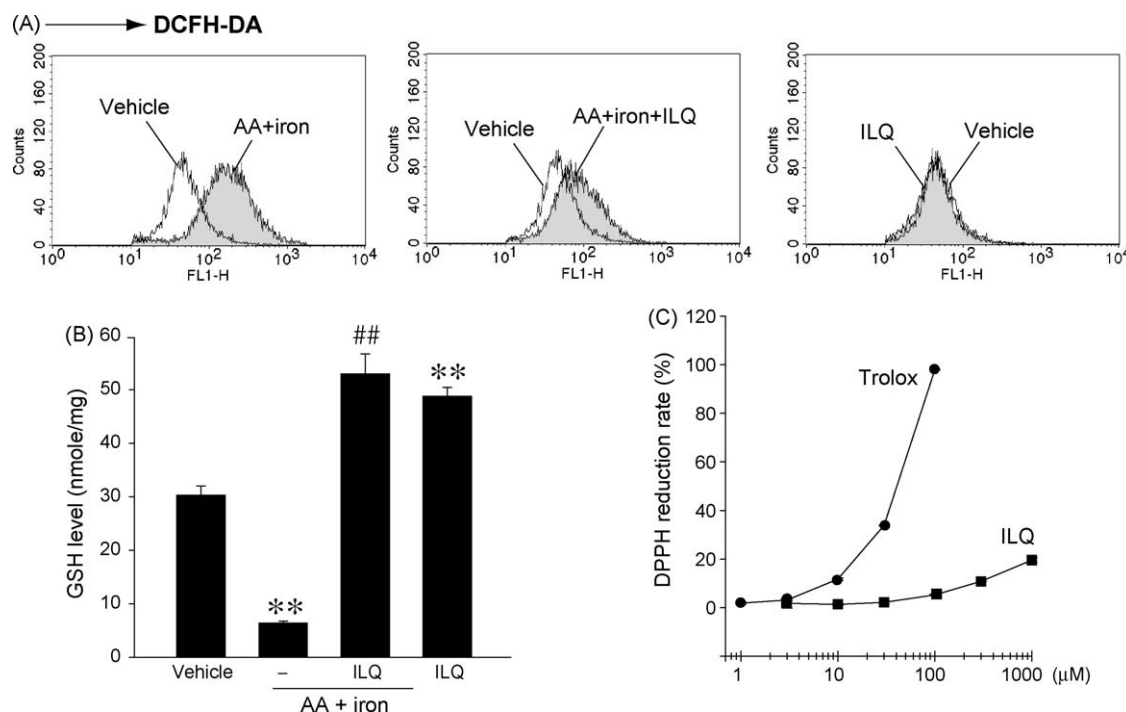 (A) DCFH-DA
200
160
120
80
40
0
Counts
Vehicle
AA+iron
10^0 10^1 10^2 10^3 10^4
FL1-H
200
160
120
80
40
0
Counts
Vehicle
AA+iron+ILQ
10^0 10^1 10^2 10^3 10^4
FL1-H
200
160
120
80
40
0
Counts
ILQ
Vehicle
10^0 10^1 10^2 10^3 10^4
FL1-H
(B)
60
50
40
30
20
10
0
GSH level (nmole/mg)
**
##
**
Vehicle – ILQ ILQ
AA + iron
(C)
120
100
80
60
40
20
0
DPPH reduction rate (%)
Trolox
ILQ
1 10 100 1000 (μM)